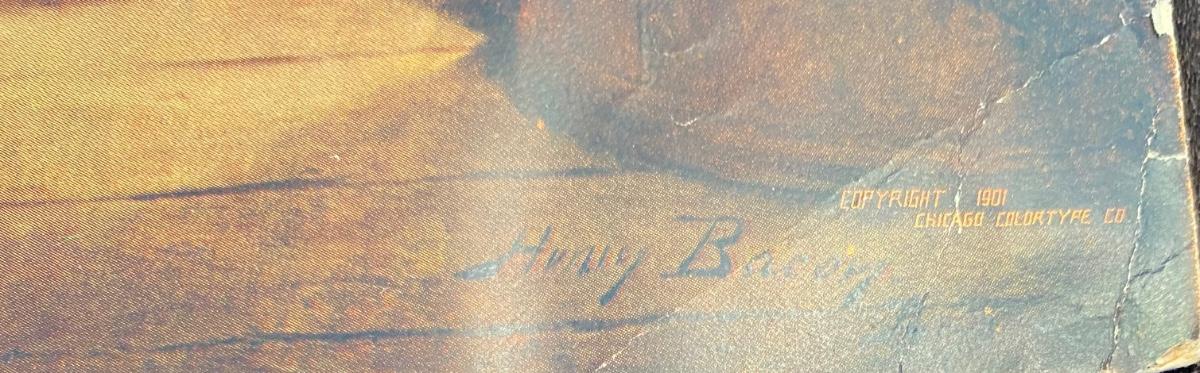 COPYRIGHT 1901
CHICAGO COLORTYPE CO
Henry Bacon